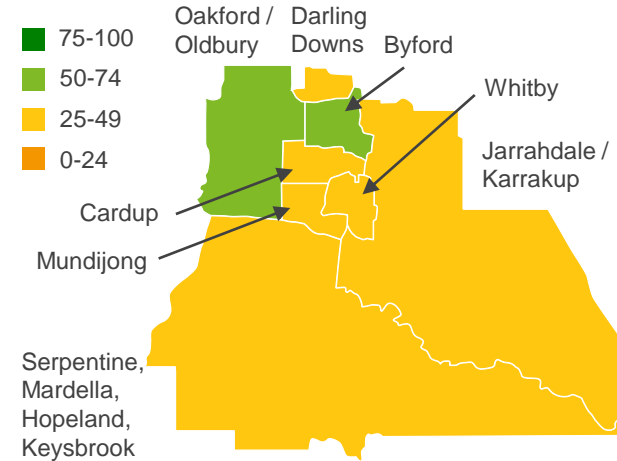 75-100
50-74
25-49
0-24
Oakford /
Oldbury
Darling
Downs
Byford
Whitby
Jarrahdale /
Karrakup
Cardup
Mundijong
Serpentine,
Mardella,
Hopeland,
Keysbrook